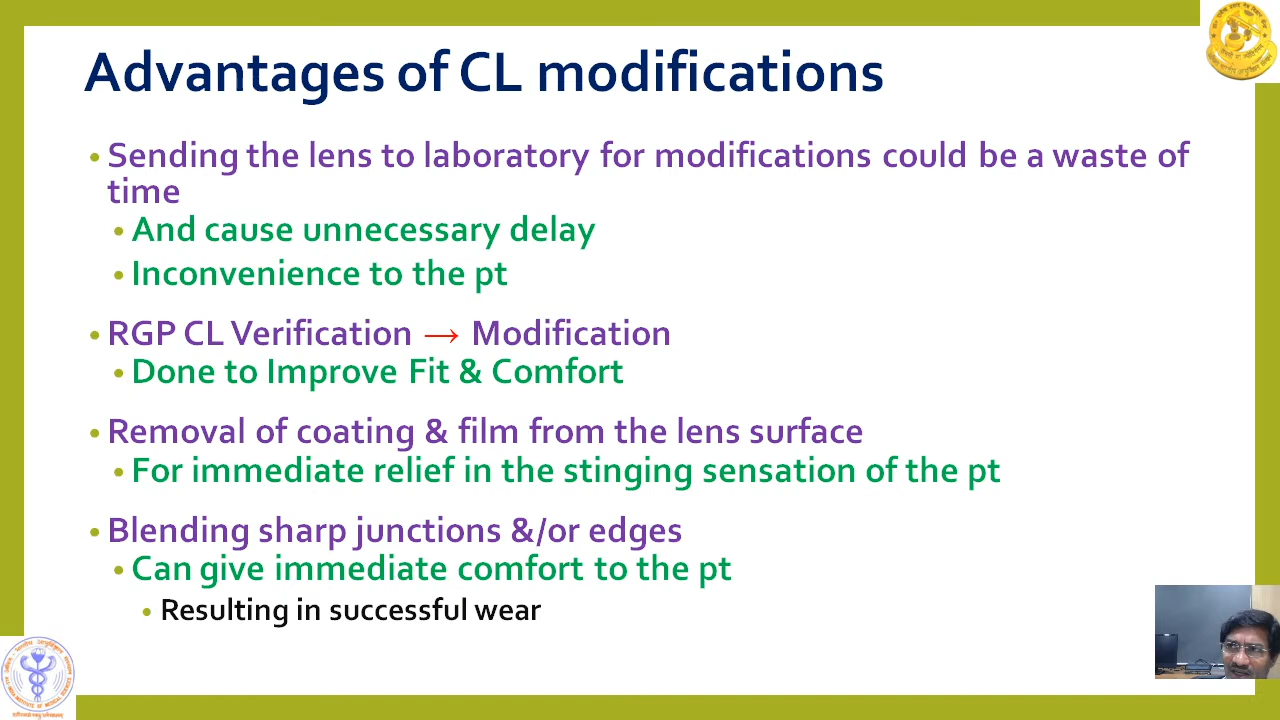 Advantages of CL modifications
• Sending the lens to laboratory for modifications could be a waste of
time
• And cause unnecessary delay
• Inconvenience to the pt
• RGP CL Verification → Modification
• Done to Improve Fit & Comfort
• Removal of coating & film from the lens surface
• For immediate relief in the stinging sensation of the pt
• Blending sharp junctions &/or edges
• Can give immediate comfort to the pt
• Resulting in successful wear